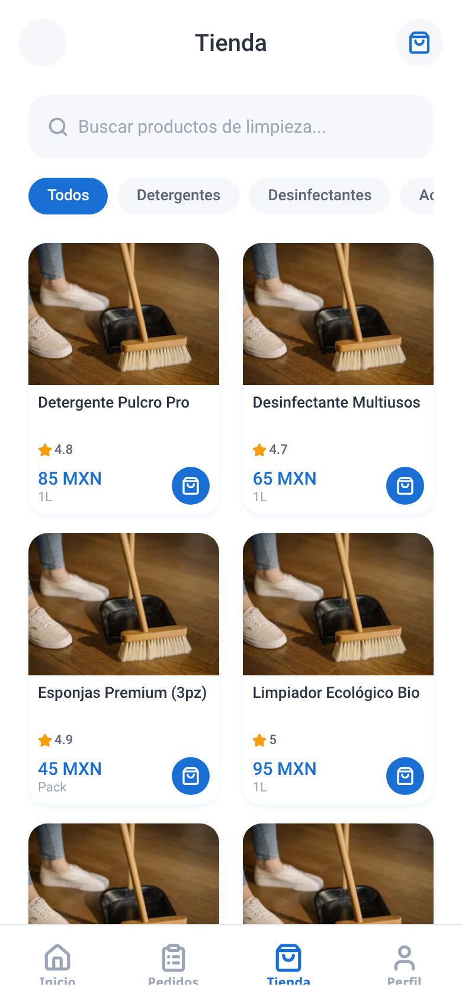 Tienda
Buscar productos de limpieza...
Todos Detergentes Desinfectantes
Detergente Pulcro Pro
4.8
85 MXN
1L
Desinfectante Multiusos
4.7
65 MXN
1L
Esponjas Premium (3pz)
4.9
45 MXN
Pack
Limpiador Ecológico Bio
5
95 MXN
1L
Inicio Pedidos Tienda Perfil